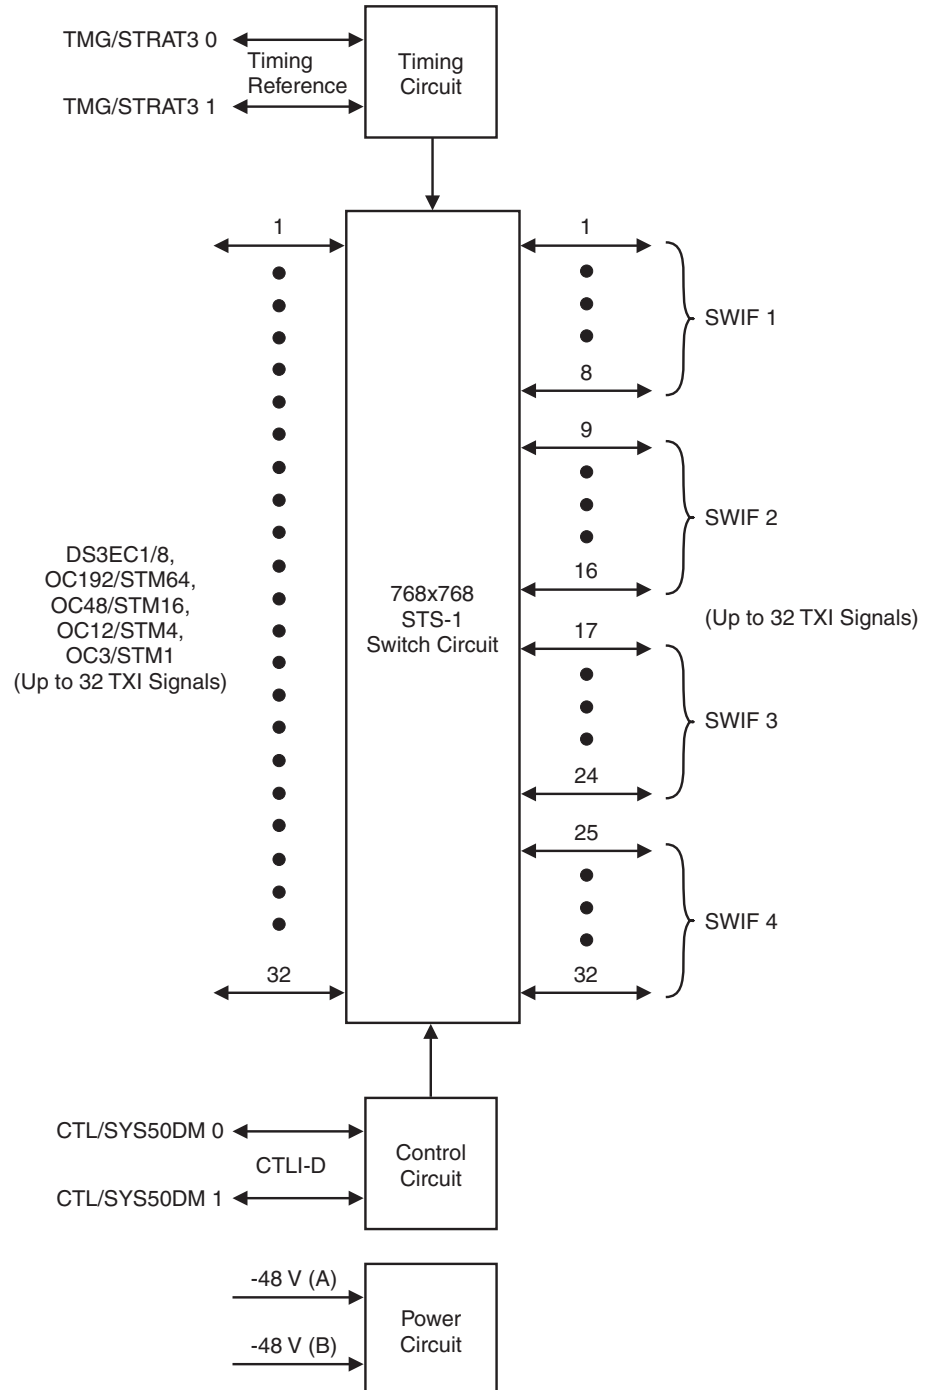 TMG/STRAT3 0
Timing
Reference
TMG/STRAT3 1
Timing
Circuit
1
32
DS3EC1/8,
OC192/STM64,
OC48/STM16,
OC12/STM4,
OC3/STM1
(Up to 32 TXI Signals)
768x768
STS-1
Switch Circuit
1
8
SWIF 1
9
16
SWIF 2
(Up to 32 TXI Signals)
17
24
SWIF 3
25
32
SWIF 4
CTL/SYS50DM 0
CTLI-D
CTL/SYS50DM 1
Control
Circuit
-48 V (A)
-48 V (B)
Power
Circuit